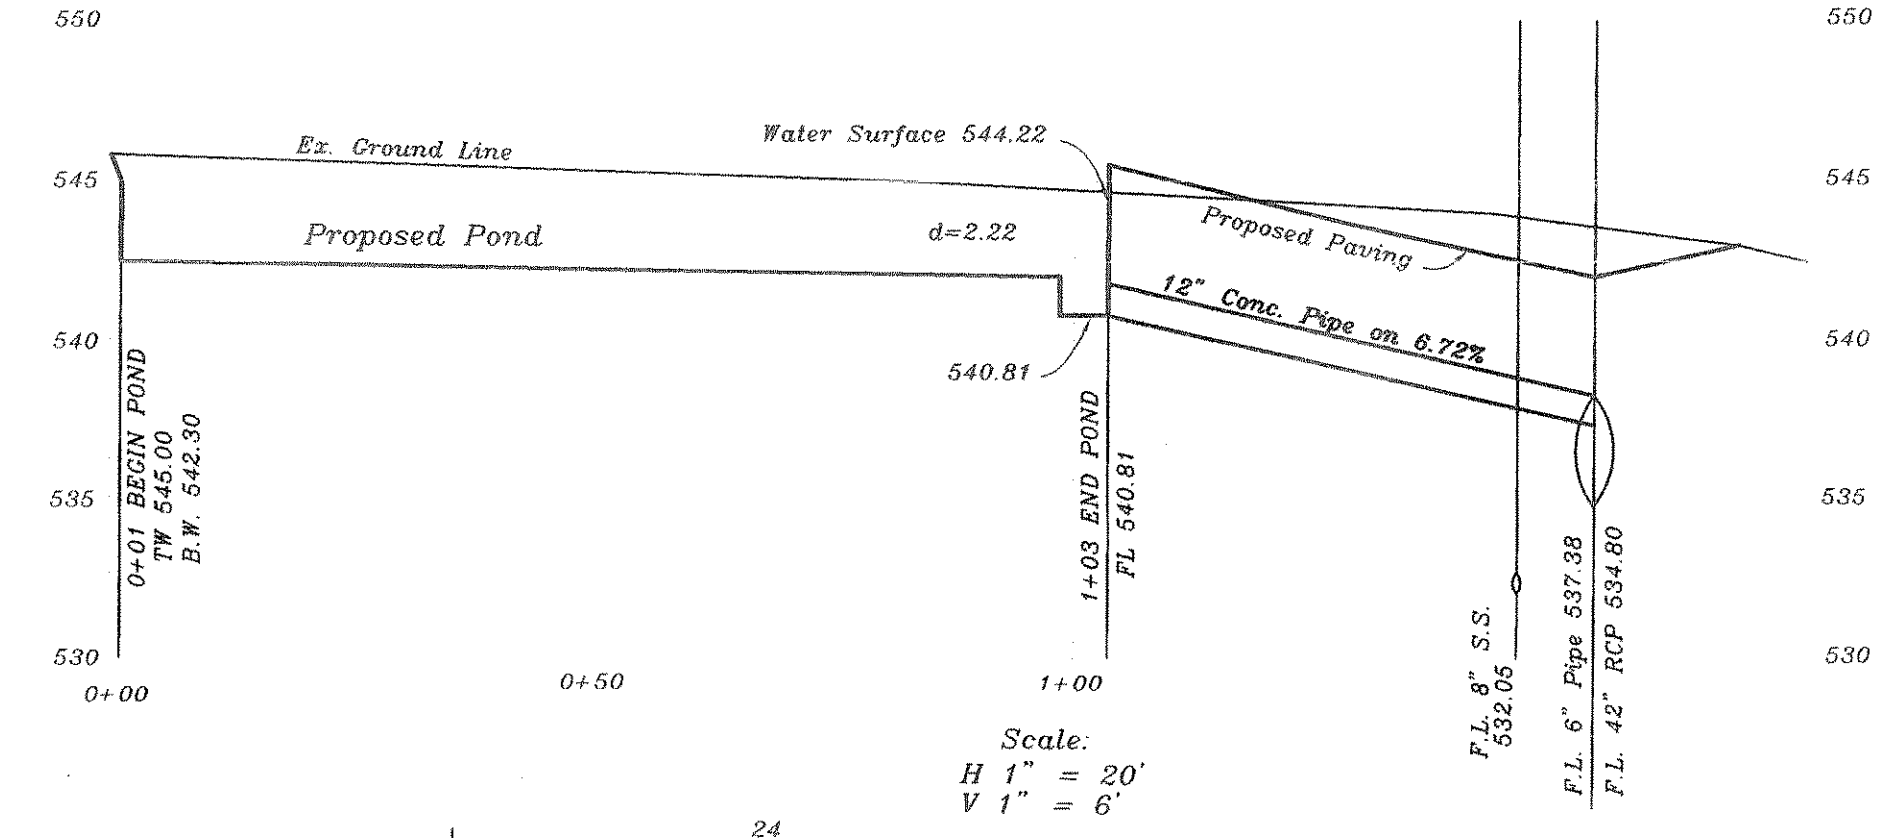 550
550
Water Surface 544.22
Ex. Ground Line
545
545
Proposed Pond
d=2.22
Proposed Paving
12" Conc. Pipe on 6.72%
540
540
540.81
0+01 BEGIN POND
TW 545.00
B.W. 542.30
1+03 END POND
FL 540.81
535
535
F.L. 8" S.S.
532.05
F.L. 6" Pipe 537.38
F.L. 42" RCP 534.80
530
530
0+00
0+50
1+00
Scale:
H 1" = 20'
V 1" = 6'
24